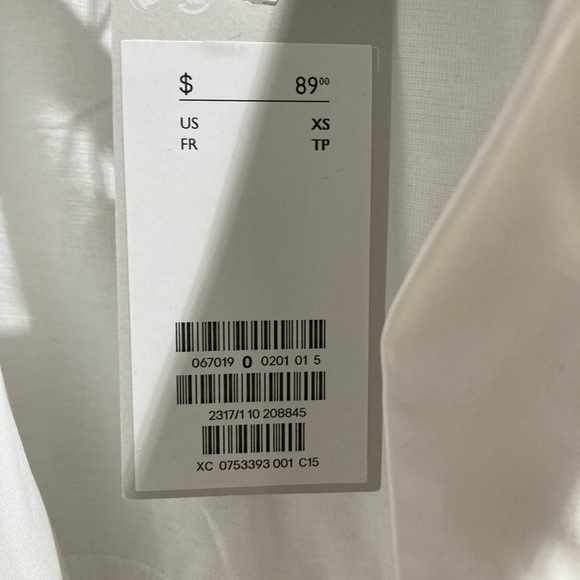 $ 89⁰⁰
US XS
FR TP
067019 0 0201 01 5
2317/1 10 208845
XC 0753393 001 C15